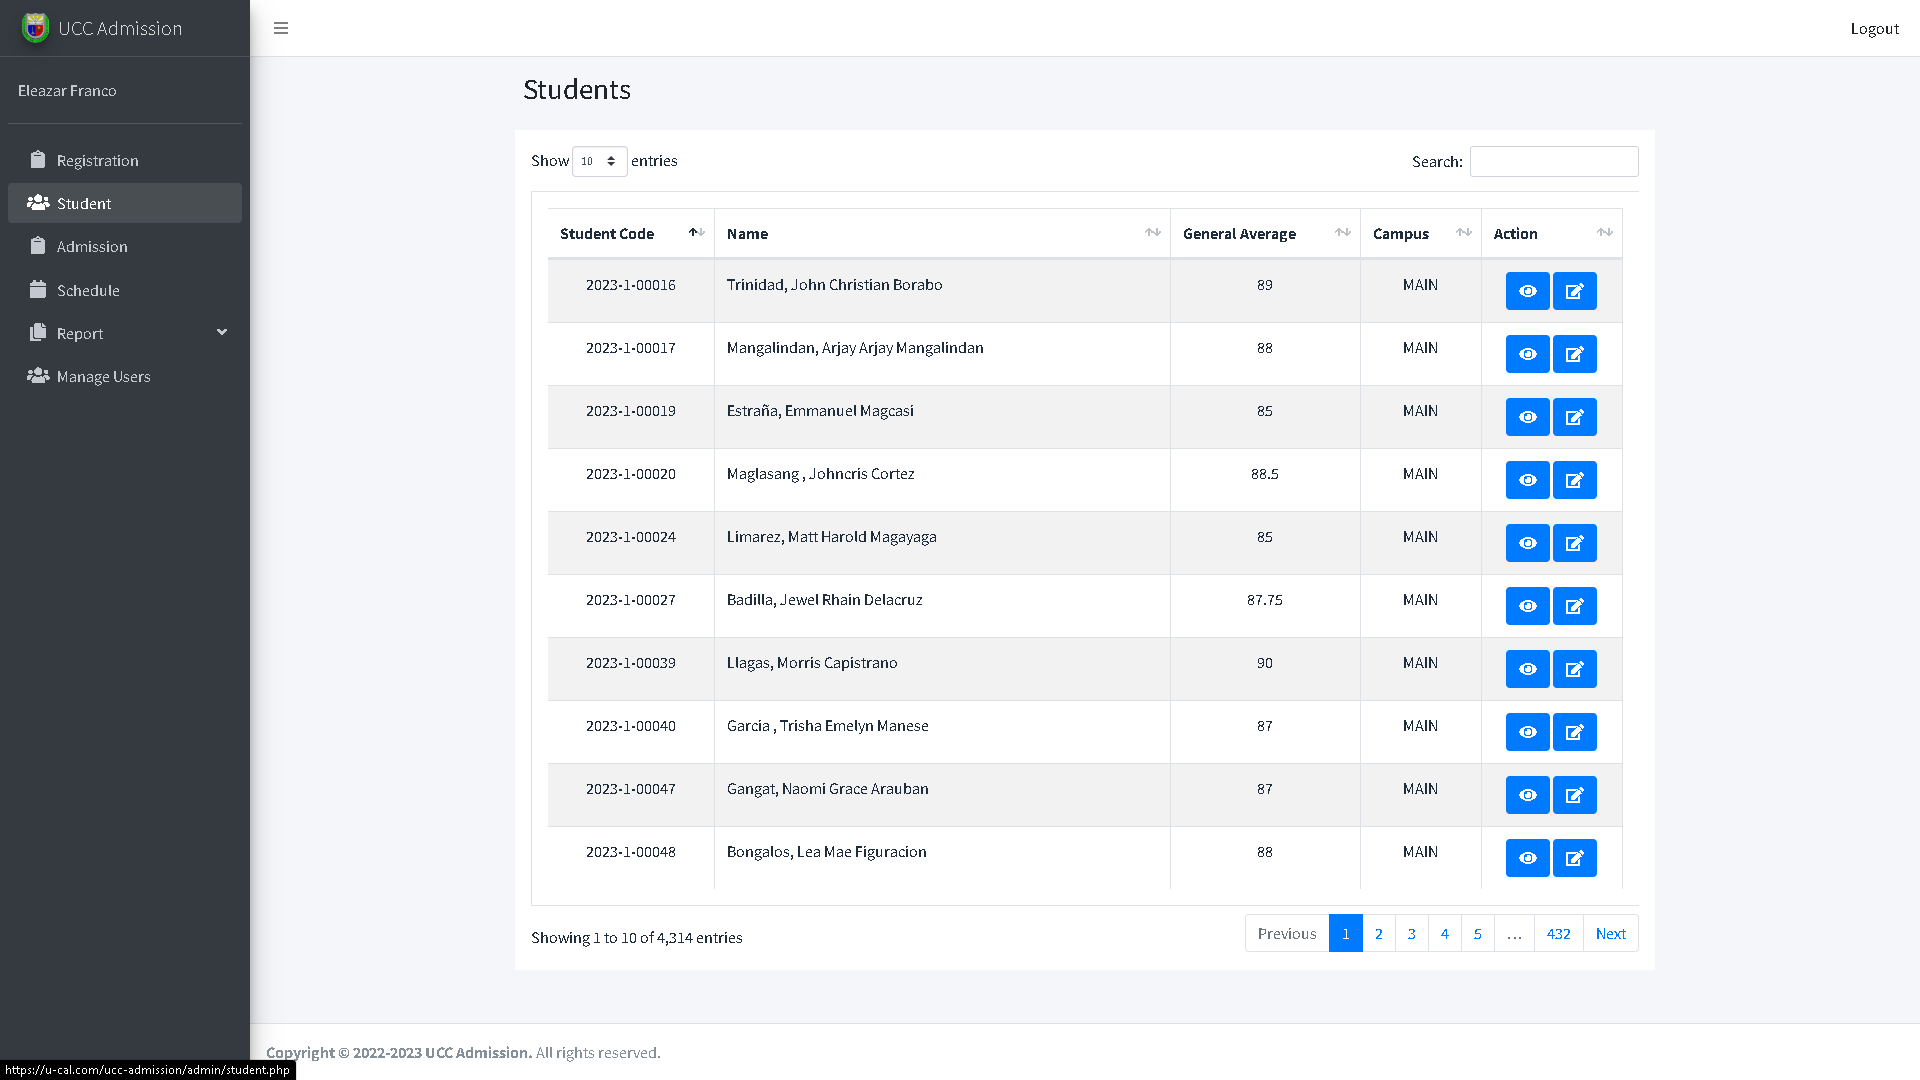 UCC Admission
Logout
Eleazar Franco
Registration
Student
Admission
Schedule
Report
Manage Users
Students
Show 10 entries
Search:
Student Code Name General Average Campus Action
2023-1-00016 Trinidad, John Christian Borabo 89 MAIN
2023-1-00017 Mangalindan, Arjay Arjay Mangalindan 88 MAIN
2023-1-00019 Estraña, Emmanuel Magcasi 85 MAIN
2023-1-00020 Maglasang , Johncris Cortez 88.5 MAIN
2023-1-00024 Limarez, Matt Harold Magayaga 85 MAIN
2023-1-00027 Badilla, Jewel Rhain Delacruz 87.75 MAIN
2023-1-00039 Llagas, Morris Capistrano 90 MAIN
2023-1-00040 Garcia , Trisha Emelyn Manese 87 MAIN
2023-1-00047 Gangat, Naomi Grace Arauban 87 MAIN
2023-1-00048 Bongalos, Lea Mae Figuracion 88 MAIN
Showing 1 to 10 of 4,314 entries
Previous 1 2 3 4 5 … 432 Next
Copyright © 2022-2023 UCC Admission. All rights reserved.
https://u-cal.com/ucc-admission/admin/student.php